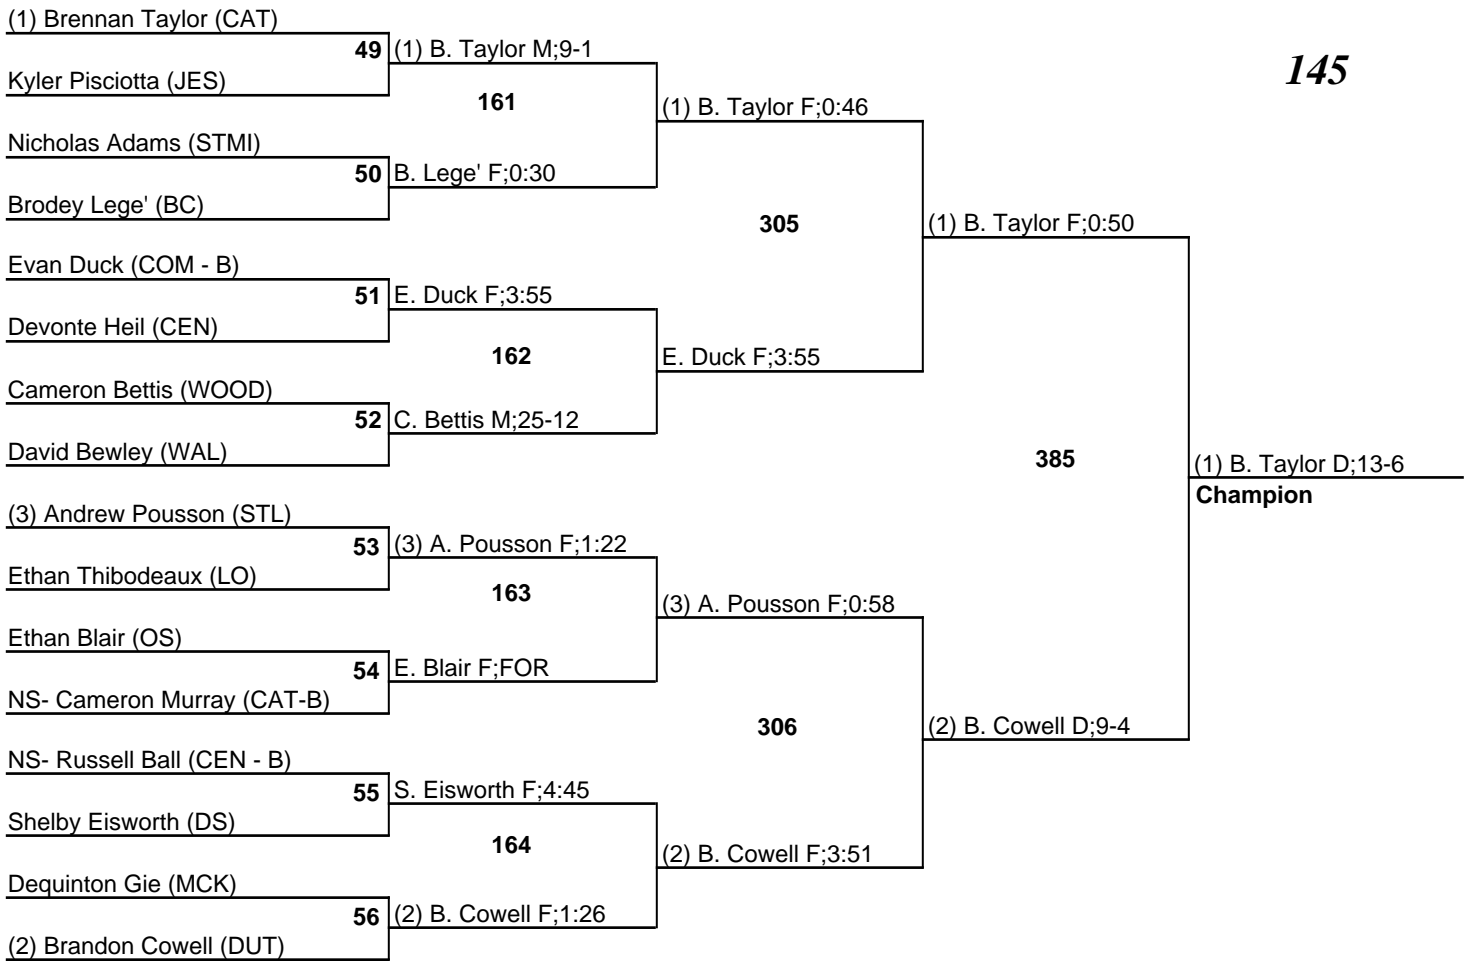 (1) Brennan Taylor (CAT)
49 (1) B. Taylor M;9-1
145
Kyler Pisciotta (JES)
161
(1) B. Taylor F;0:46
Nicholas Adams (STMI)
50 B. Lege' F;0:30
Brodey Lege' (BC)
305
(1) B. Taylor F;0:50
Evan Duck (COM - B)
51 E. Duck F;3:55
Devonte Heil (CEN)
162
E. Duck F;3:55
Cameron Bettis (WOOD)
52 C. Bettis M;25-12
David Bewley (WAL)
385
(1) B. Taylor D;13-6
Champion
(3) Andrew Pousson (STL)
53 (3) A. Pousson F;1:22
Ethan Thibodeaux (LO)
163
(3) A. Pousson F;0:58
Ethan Blair (OS)
54 E. Blair F;FOR
NS- Cameron Murray (CAT-B)
306
(2) B. Cowell D;9-4
NS- Russell Ball (CEN - B)
55 S. Eisworth F;4:45
Shelby Eisworth (DS)
164
(2) B. Cowell F;3:51
Dequinton Gie (MCK)
56 (2) B. Cowell F;1:26
(2) Brandon Cowell (DUT)